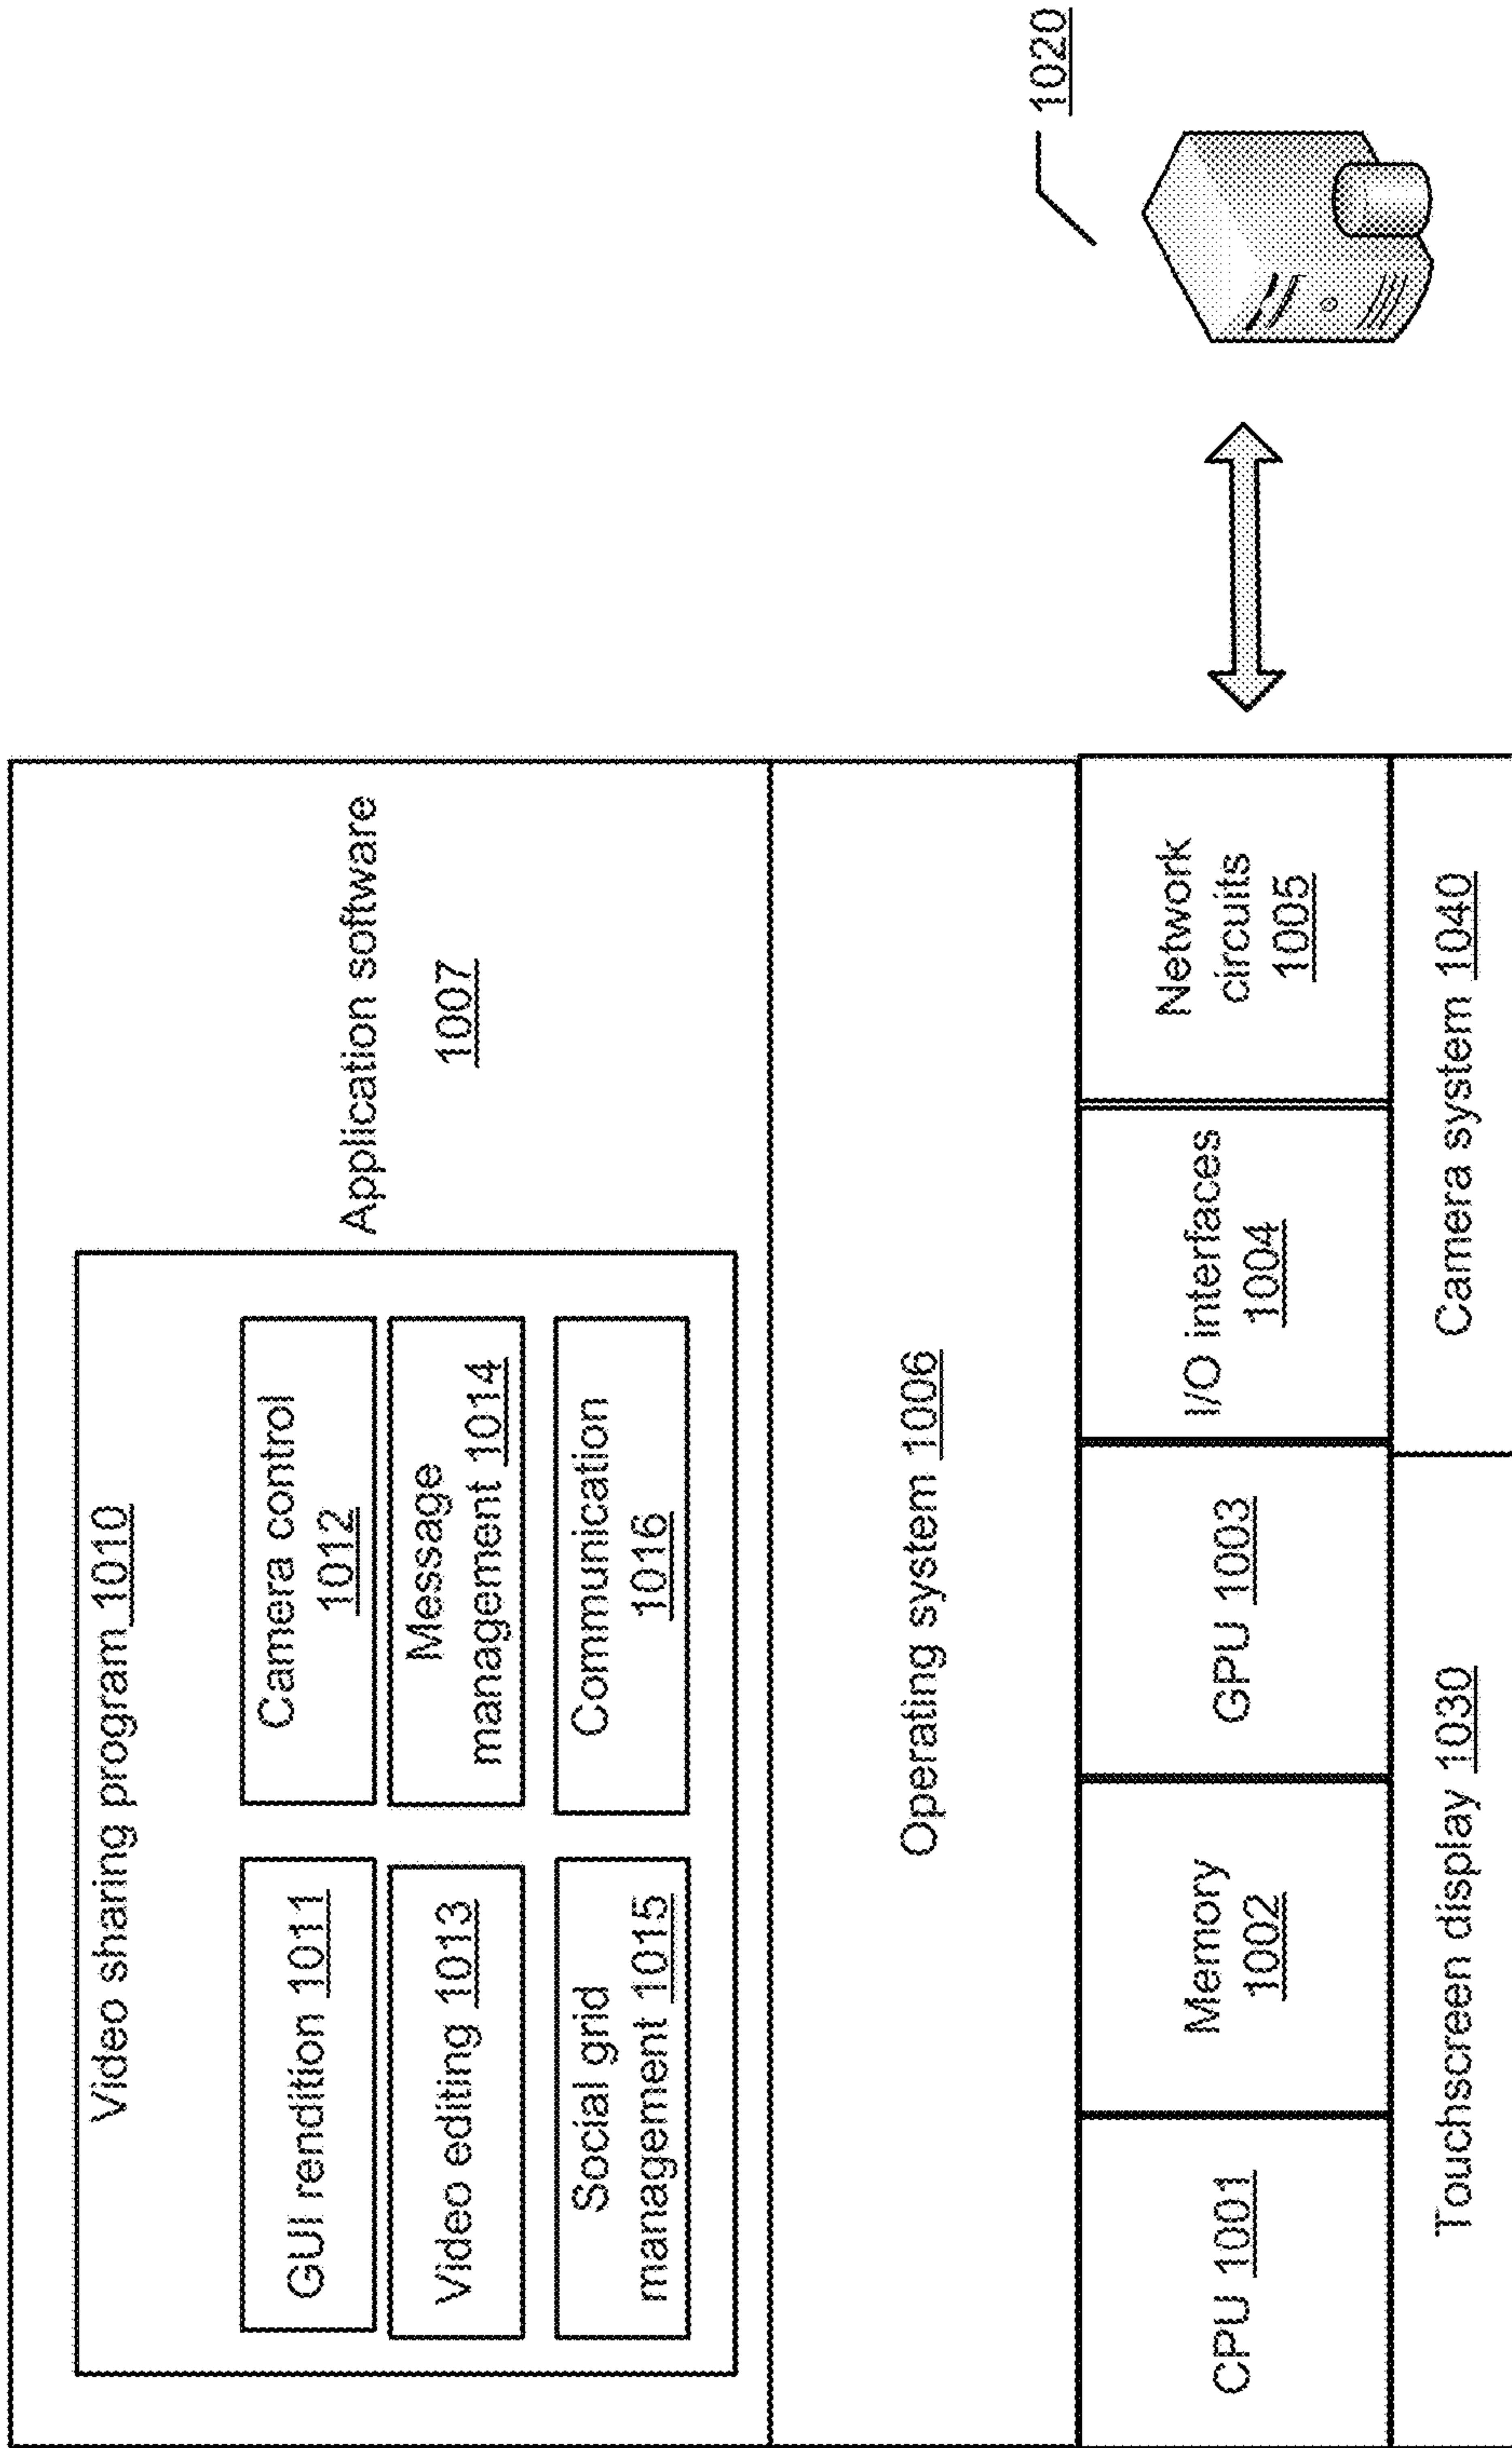 Video sharing program 1010
GUI rendition 1011
Camera control
1012
Video editing 1013
Message
management 1014
Social grid
management 1015
Communication
1016
Application software
1007
Operating system 1006
CPU 1001
Memory
1002
GPU 1003
I/O interfaces
1004
Network
circuits
1005
Touchscreen display 1030
Camera system 1040
1020